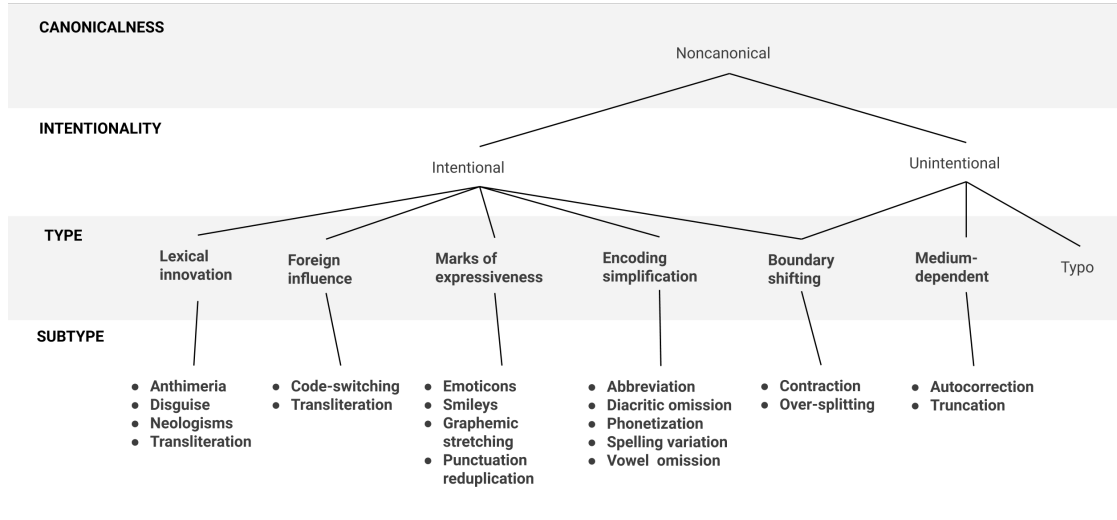 CANONICALNESS
Noncanonical
INTENTIONALITY
Intentional
Unintentional
TYPE
Lexical
innovation
Foreign
influence
Marks of
expressiveness
Encoding
simplification
Boundary
shifting
Medium-
dependent
Typo
SUBTYPE
● Anthimeria
● Disguise
● Neologisms
● Transliteration
● Code-switching
● Transliteration
● Emoticons
● Smileys
● Graphemic
stretching
● Punctuation
reduplication
● Abbreviation
● Diacritic omission
● Phonetization
● Spelling variation
● Vowel omission
● Contraction
● Over-splitting
● Autocorrection
● Truncation